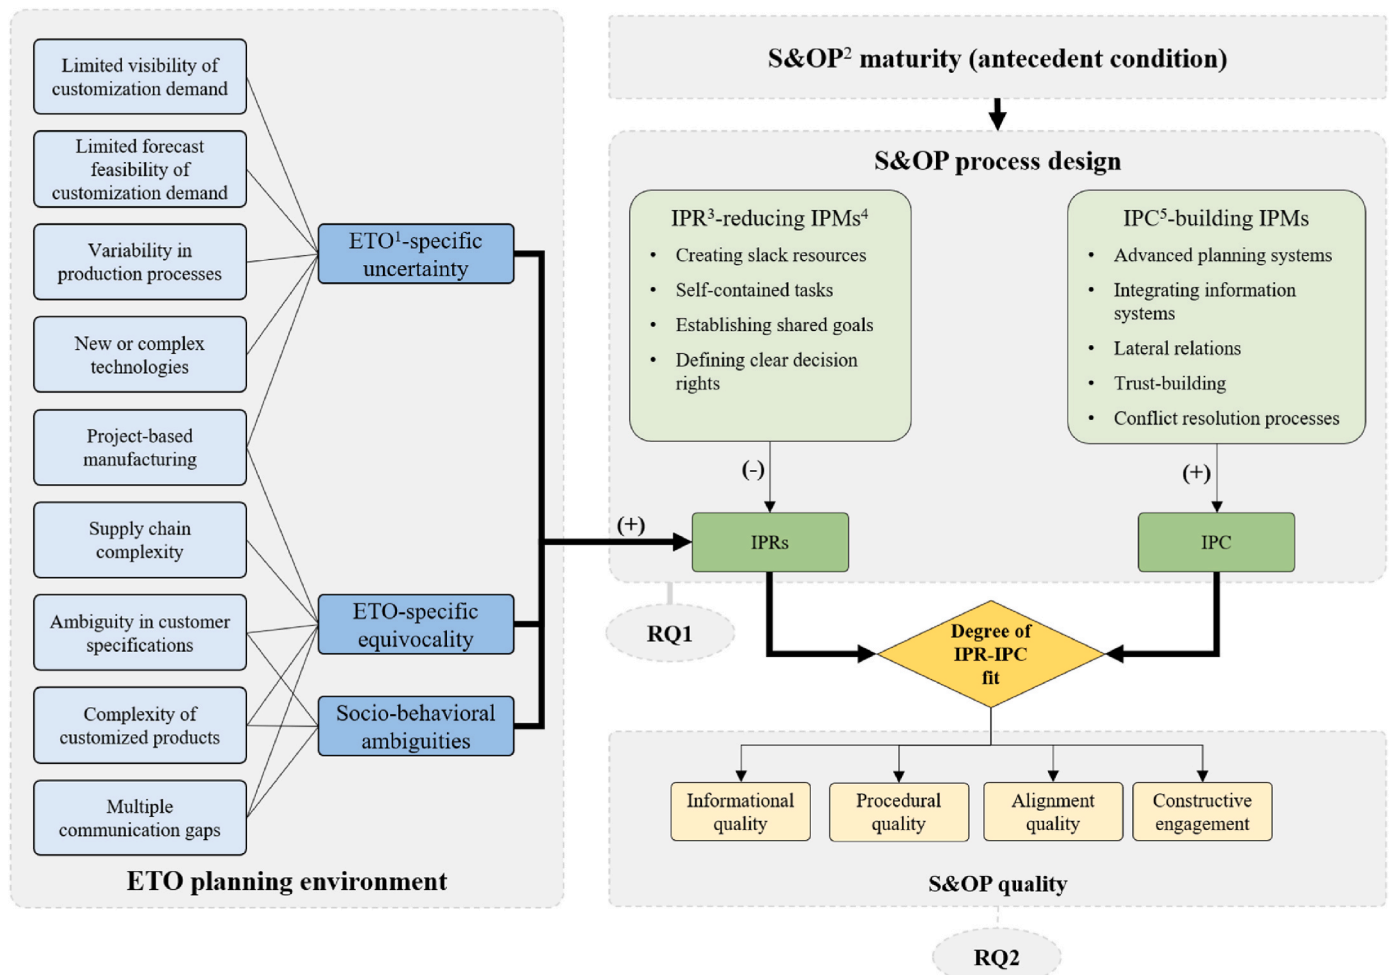 Limited visibility of
customization demand
Limited forecast
feasibility of
customization demand
Variability in
production processes
New or complex
technologies
Project-based
manufacturing
Supply chain
complexity
Ambiguity in customer
specifications
Complexity of
customized products
Multiple
communication gaps
ETO¹-specific
uncertainty
ETO-specific
equivocality
Socio-behavioral
ambiguities
ETO planning environment
(+)
S&OP² maturity (antecedent condition)
S&OP process design
IPR³-reducing IPMs⁴
• Creating slack resources
• Self-contained tasks
• Establishing shared goals
• Defining clear decision
rights
(-)
IPRs
IPC⁵-building IPMs
• Advanced planning systems
• Integrating information
systems
• Lateral relations
• Trust-building
• Conflict resolution processes
(+)
IPC
RQ1
Degree of
IPR-IPC
fit
Informational
quality
Procedural
quality
Alignment
quality
Constructive
engagement
S&OP quality
RQ2